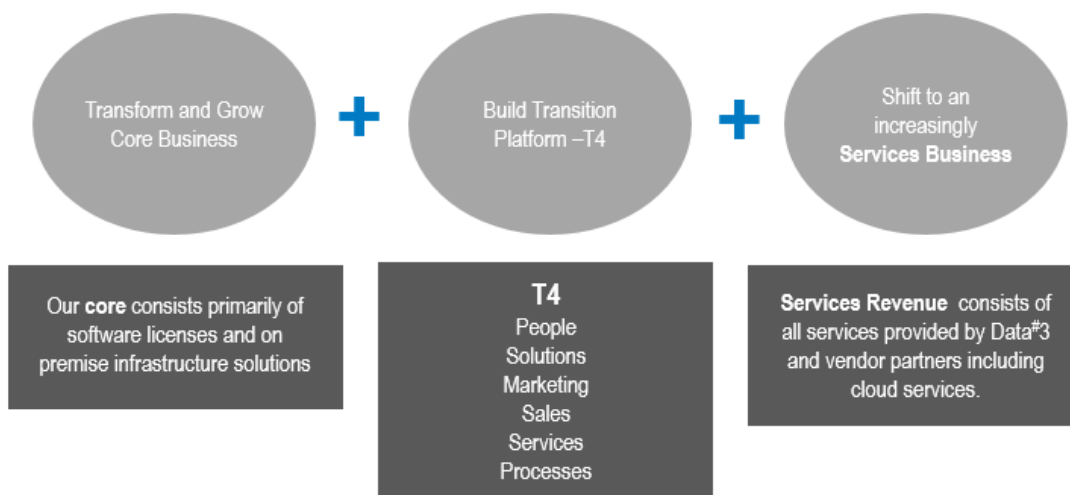 Transform and Grow
Core Business
Build Transition
Platform –T4
Shift to an
increasingly
Services Business
Our core consists primarily of
software licenses and on
premise infrastructure solutions
T4
People
Solutions
Marketing
Sales
Services
Processes
Services Revenue consists of
all services provided by Data#3
and vendor partners including
cloud services.